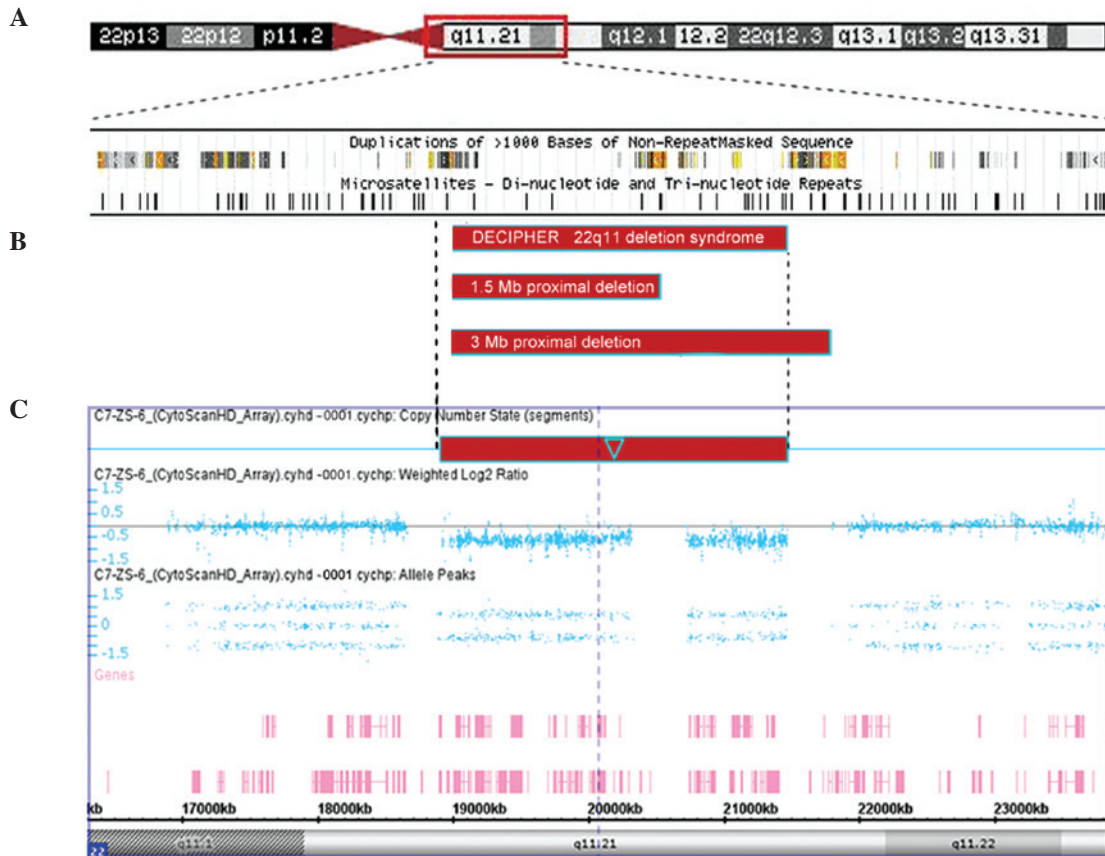 A
22p13 22p12 p11.2 q11.21 q12.1 12.2 22q12.3 q13.1 q13.2 q13.31
Duplications of >1000 Bases of Non-RepeatMasked Sequence
Microsatellites - Di-nucleotide and Tri-nucleotide Repeats
B
DECIPHER 22q11 deletion syndrome
1.5 Mb proximal deletion
3 Mb proximal deletion
C
C7-ZS-6_(CytoScanHD_Array).cyhd -0001.cychp: Copy Number State (segments)
C7-ZS-6_(CytoScanHD_Array).cyhd -0001.cychp: Weighted Log2 Ratio
1.5
0.5
-0.5
-1.5
C7-ZS-6_(CytoScanHD_Array).cyhd -0001.cychp: Allele Peaks
1.5
0
-1.5
Genes
kb 17000kb 18000kb 19000kb 20000kb 21000kb 22000kb 23000kb
22 q11.1 q11.21 q11.22